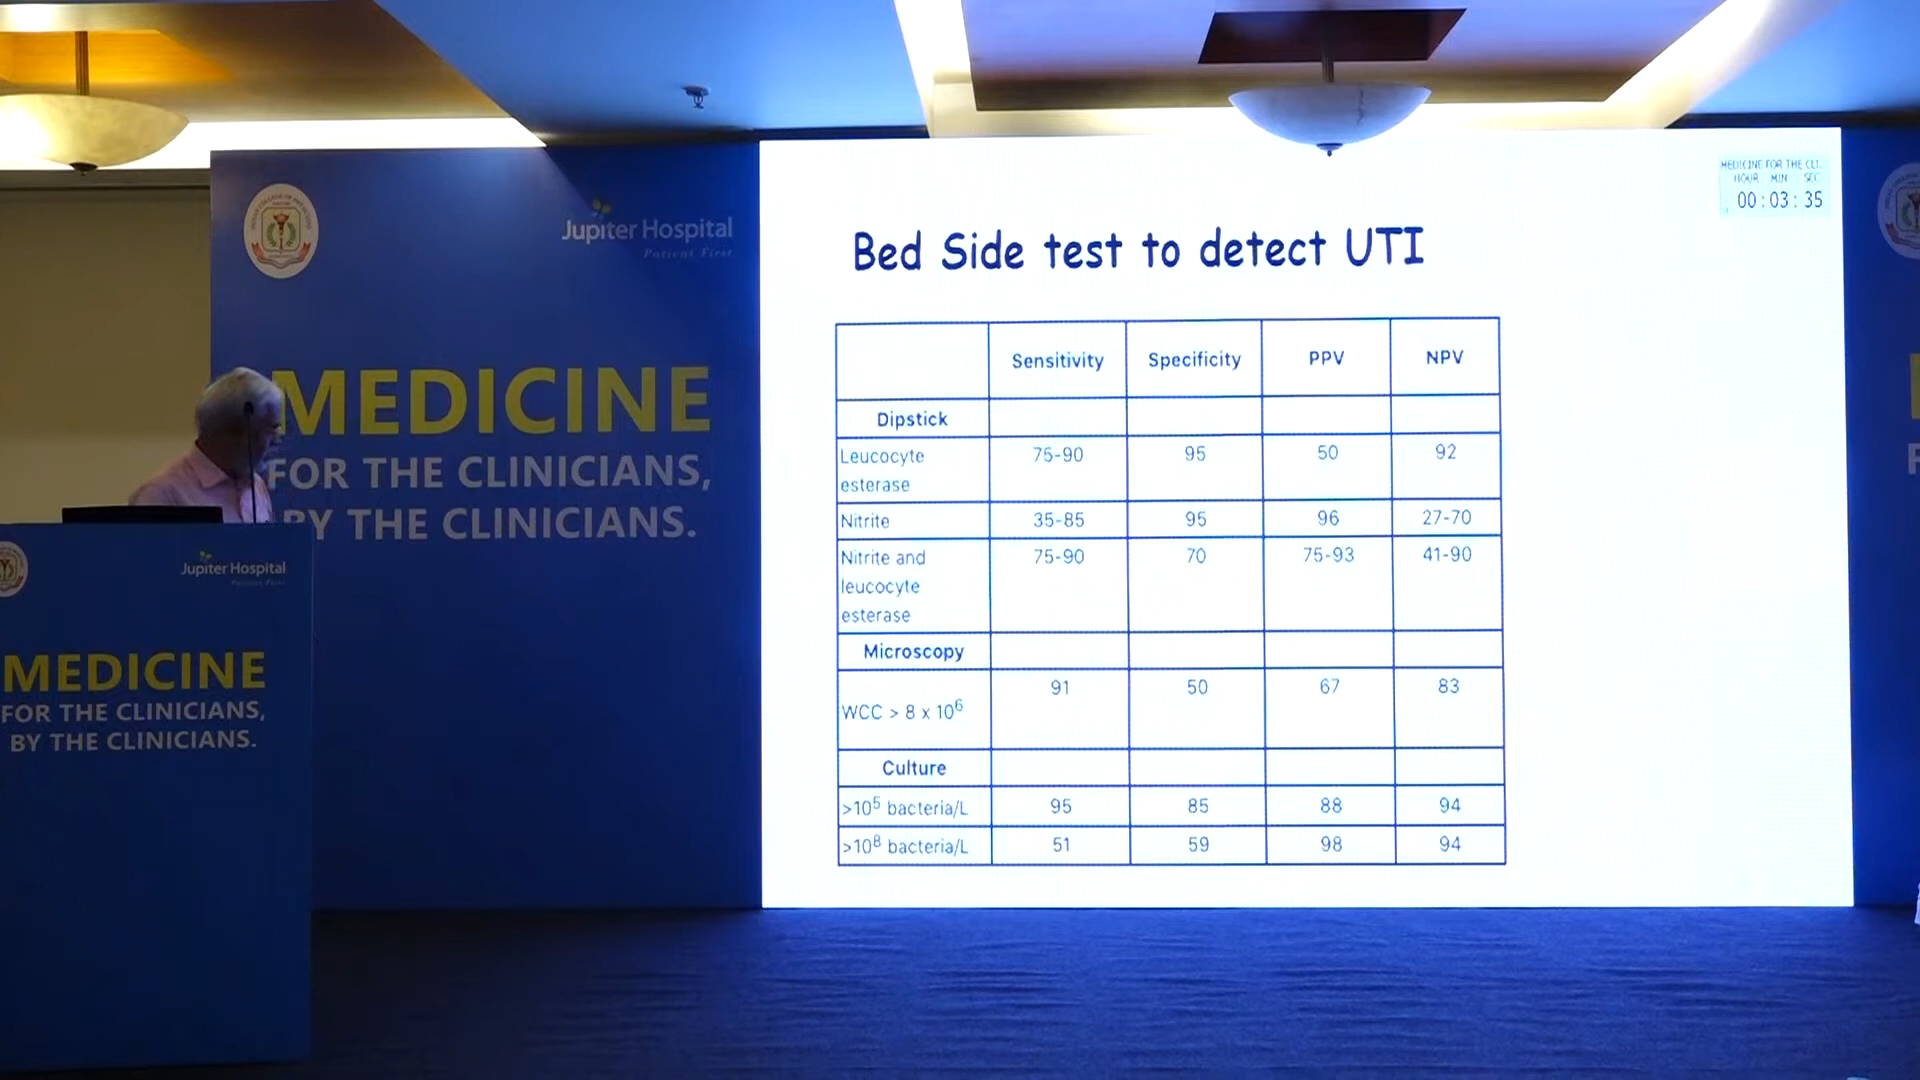 Jupiter Hospital
Patient First
MEDICINE
FOR THE CLINICIANS,
BY THE CLINICIANS.
Jupiter Hospital
Patient First
MEDICINE
FOR THE CLINICIANS,
BY THE CLINICIANS.
MEDICINE FOR THE CLI...
HOUR MIN SEC
00:03:35
Bed Side test to detect UTI
Sensitivity Specificity PPV NPV
Dipstick
Leucocyte esterase 75-90 95 50 92
Nitrite 35-85 95 96 27-70
Nitrite and leucocyte esterase 75-90 70 75-93 41-90
Microscopy
WCC > 8 x 10⁶ 91 50 67 83
Culture
>10⁵ bacteria/L 95 85 88 94
>10⁸ bacteria/L 51 59 98 94